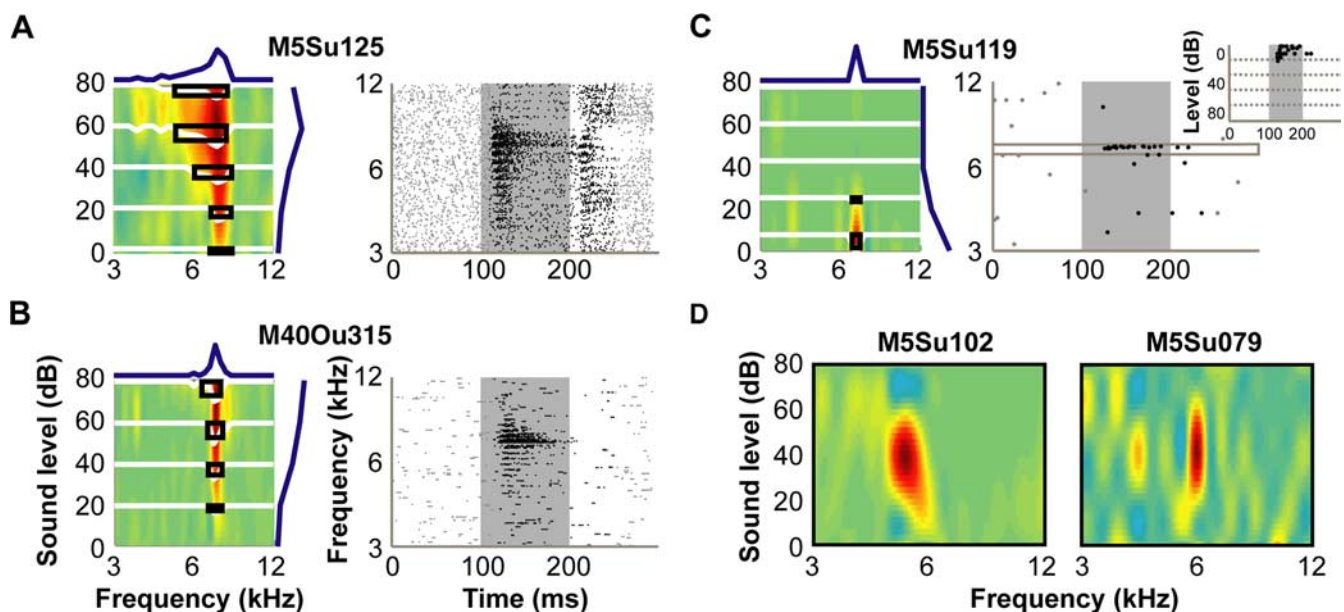 A
M5Su125
80
60
40
20
0
3 6 12
12
6
3
0 100 200
B
M40Ou315
Sound level (dB)
80
60
40
20
0
3 6 12
Frequency (kHz)
Frequency (kHz)
12
6
3
0 100 200
Time (ms)
C
M5Su119
80
60
40
20
0
3 6 12
12
6
3
0 100 200
Level (dB)
0
40
80
0 100 200
D
M5Su102
M5Su079
Sound level (dB)
80
60
40
20
0
3 6 12
3 6 12
Frequency (kHz)